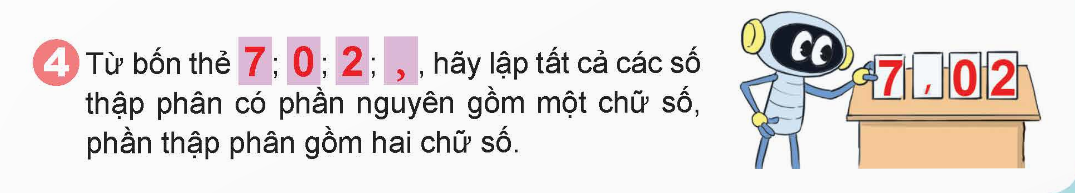 4 Từ bốn thẻ 7; 0; 2; , , hãy lập tất cả các số
thập phân có phần nguyên gồm một chữ số,
phần thập phân gồm hai chữ số.
7 , 0 2